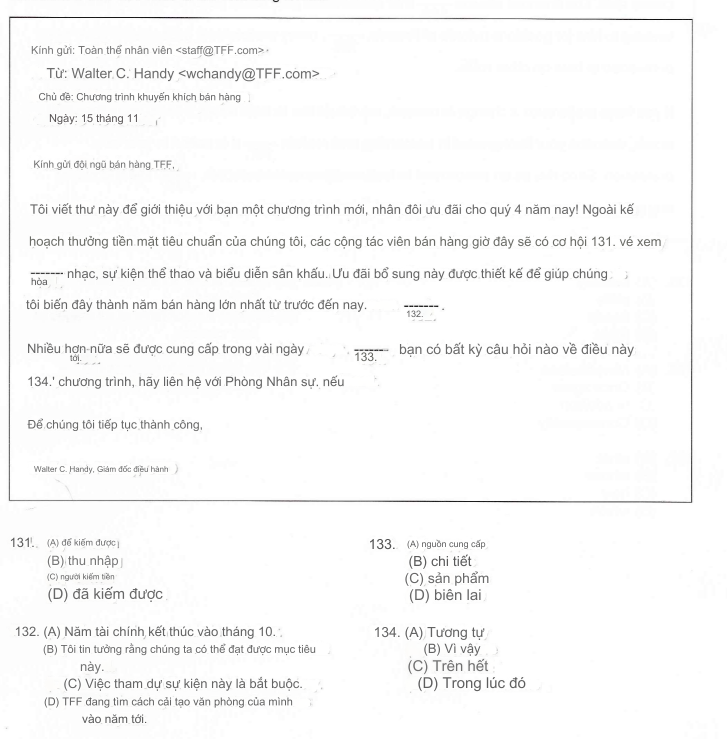 Kính gửi: Toàn thể nhân viên <staff@TFF.com>
Từ: Walter C. Handy <wchandy@TFF.com>
Chủ đề: Chương trình khuyến khích bán hàng
Ngày: 15 tháng 11
Kính gửi đội ngũ bán hàng TFF,
Tôi viết thư này để giới thiệu với bạn một chương trình mới, nhân đôi ưu đãi cho quý 4 năm nay! Ngoài kế
hoạch thưởng tiền mặt tiêu chuẩn của chúng tôi, các cộng tác viên bán hàng giờ đây sẽ có cơ hội 131. vé xem
------- nhạc, sự kiện thể thao và biểu diễn sân khấu. Ưu đãi bổ sung này được thiết kế để giúp chúng
hòa
tôi biến đây thành năm bán hàng lớn nhất từ trước đến nay. ------- .
132.
Nhiều hơn nữa sẽ được cung cấp trong vài ngày ------- bạn có bất kỳ câu hỏi nào về điều này
tới. 133.
134.' chương trình, hãy liên hệ với Phòng Nhân sự. nếu
Để chúng tôi tiếp tục thành công,
Walter C. Handy, Giám đốc điều hành
131. (A) để kiếm được
(B) thu nhập
(C) người kiếm tiền
(D) đã kiếm được
132. (A) Năm tài chính kết thúc vào tháng 10.
(B) Tôi tin tưởng rằng chúng ta có thể đạt được mục tiêu
này.
(C) Việc tham dự sự kiện này là bắt buộc.
(D) TFF đang tìm cách cải tạo văn phòng của mình
vào năm tới.
133. (A) nguồn cung cấp
(B) chi tiết
(C) sản phẩm
(D) biên lai
134. (A) Tương tự
(B) Vì vậy
(C) Trên hết
(D) Trong lúc đó